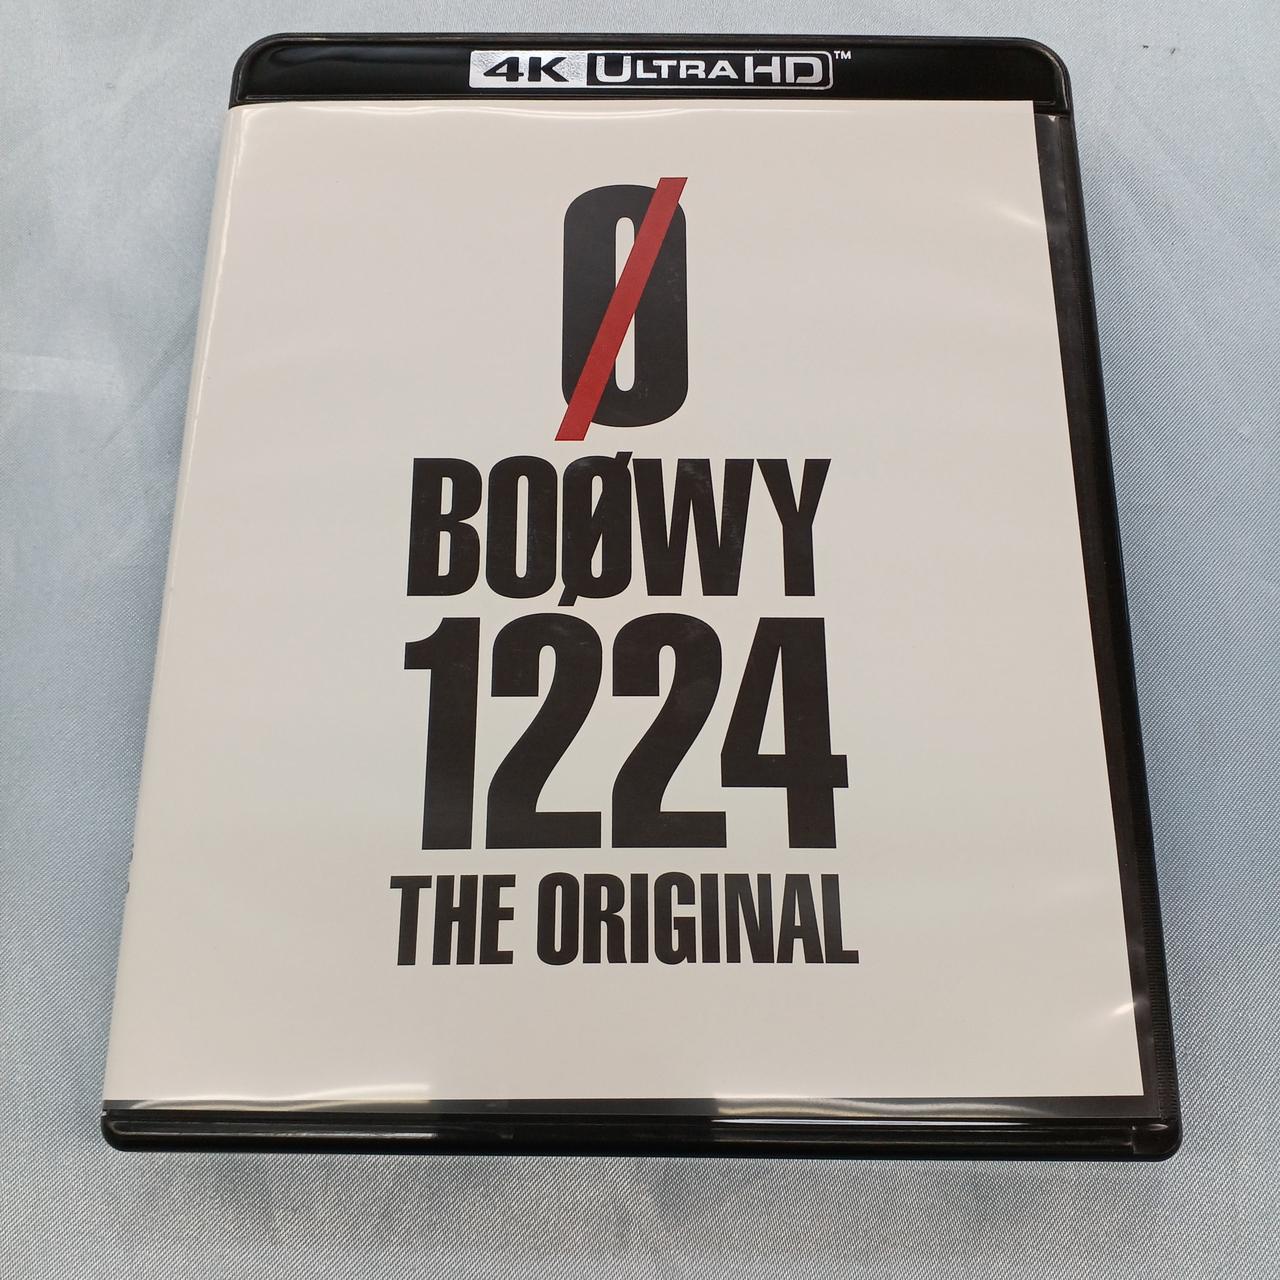 4K ULTRA HD™
Ø
BOØWY
1224
THE ORIGINAL